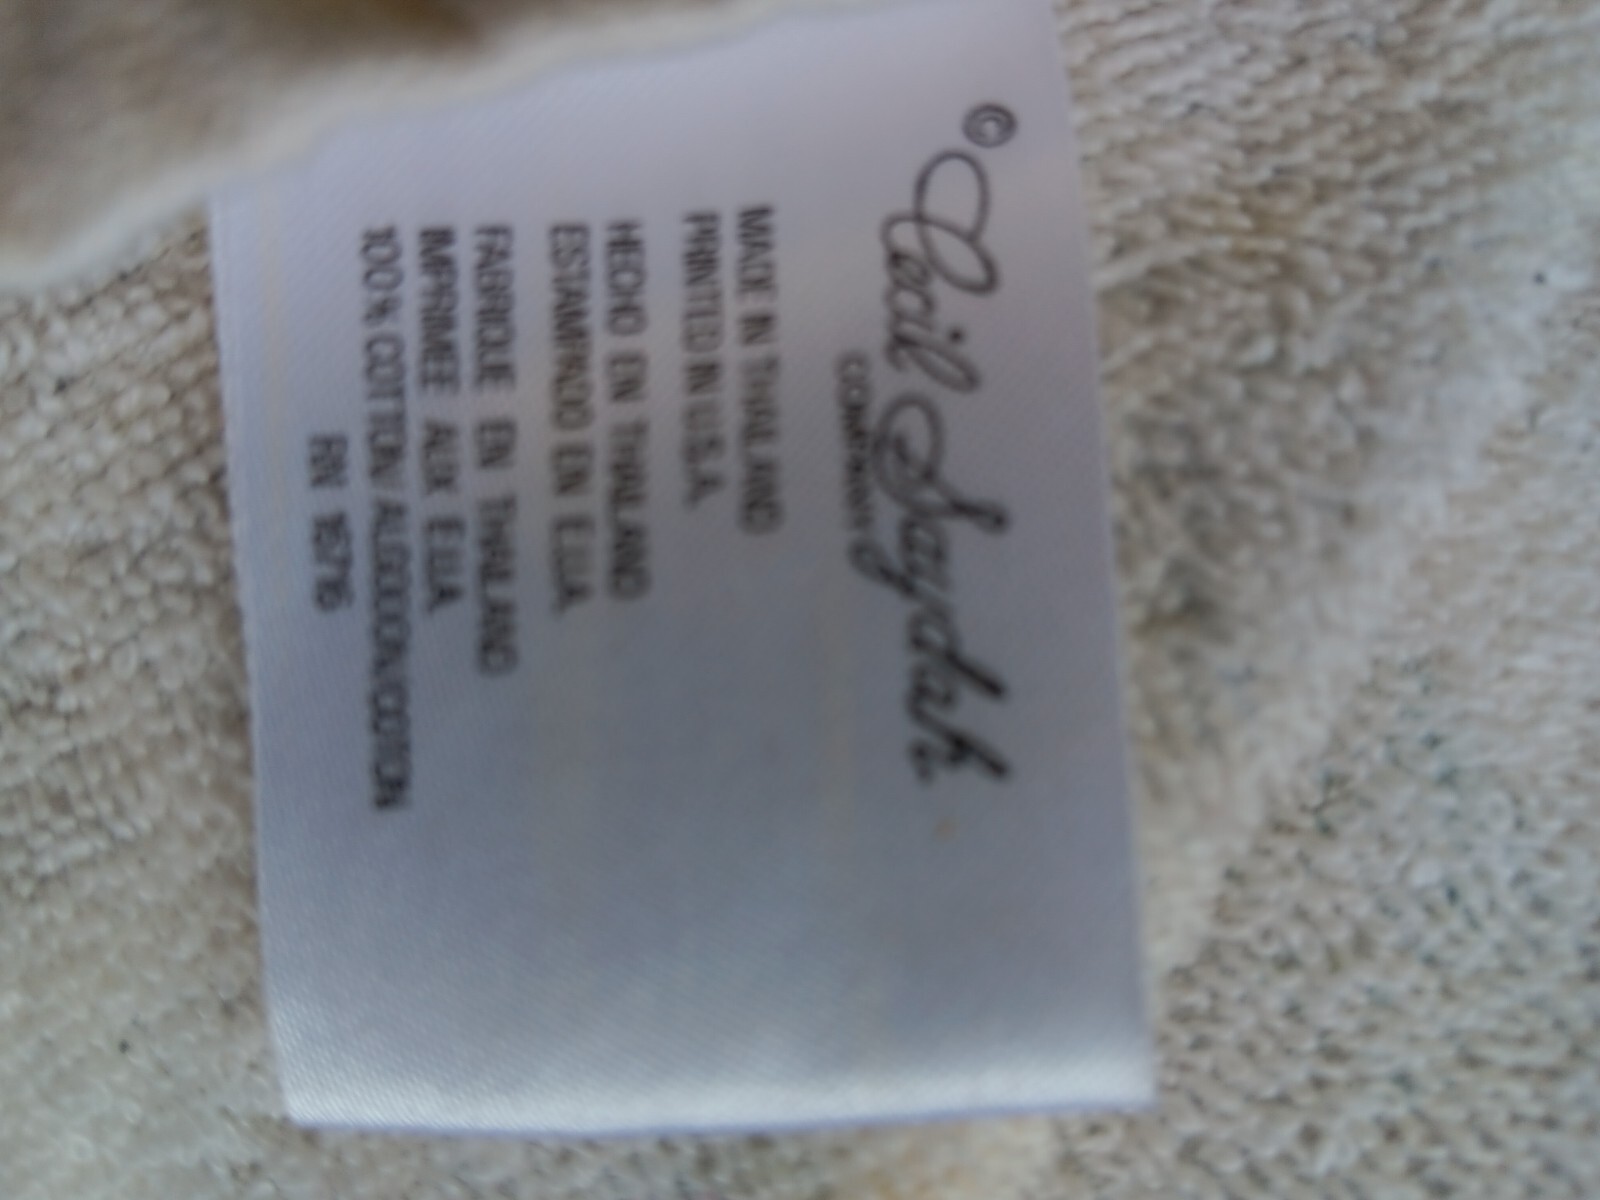 © Cecil Saydah
COMPANY
MADE IN THAILAND
PRINTED IN U.S.A.
HECHO EN THAILAND
ESTAMPADO EN E.U.A.
FABRIQUE EN THAILAND
IMPRIMEE AUX E.U.A.
100% COTTON/ALGODON/COTON
RN 16716